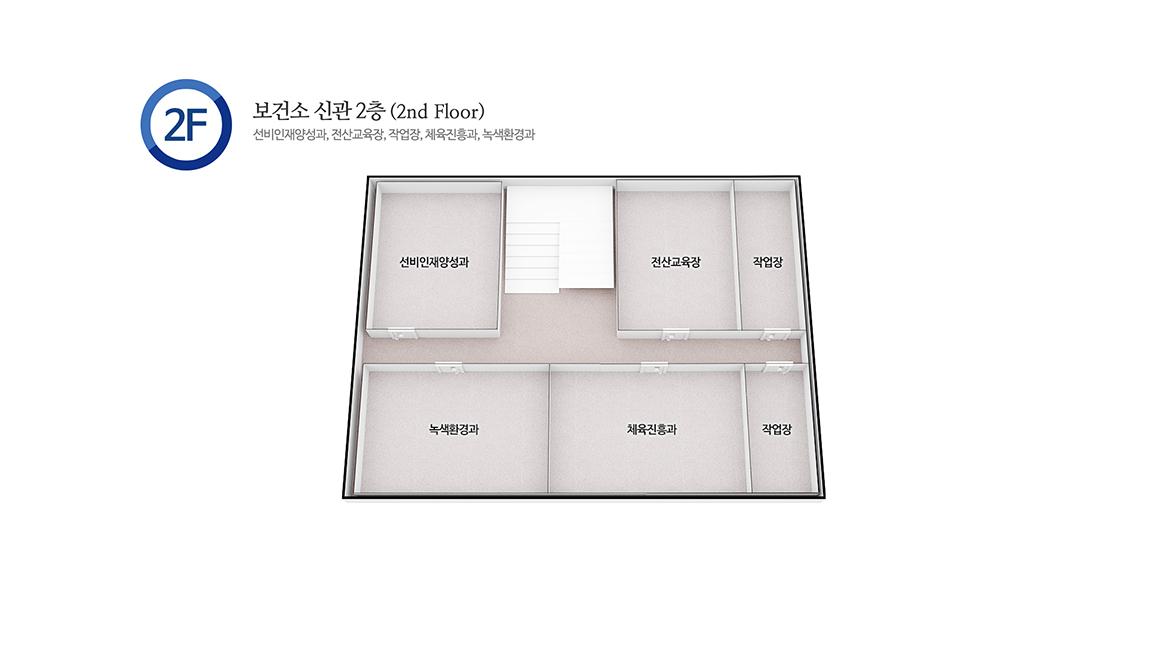 2F
보건소 신관 2층 (2nd Floor)
선비인재양성과, 전산교육장, 작업장, 체육진흥과, 녹색환경과
선비인재양성과
전산교육장
작업장
녹색환경과
체육진흥과
작업장